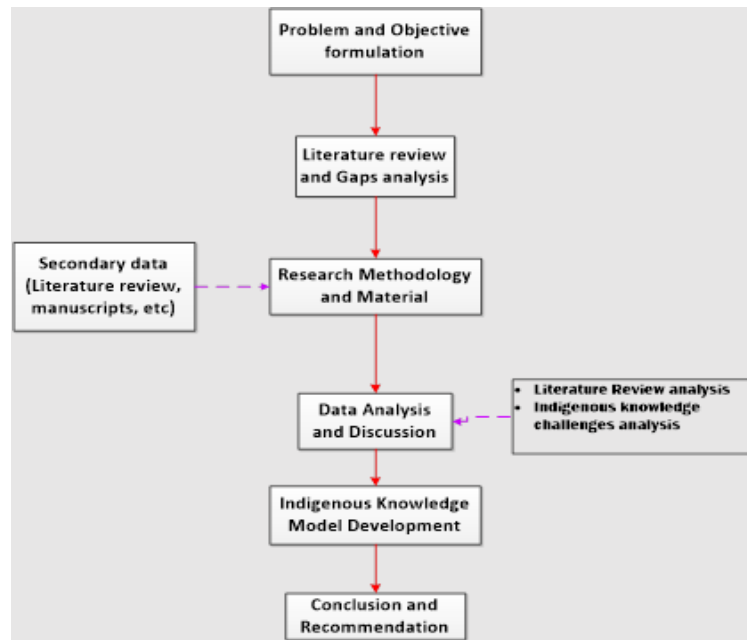 Problem and Objective
formulation
Literature review
and Gaps analysis
Secondary data
(Literature review,
manuscripts, etc)
Research Methodology
and Material
Data Analysis
and Discussion
• Literature Review analysis
• Indigenous knowledge
challenges analysis
Indigenous Knowledge
Model Development
Conclusion and
Recommendation